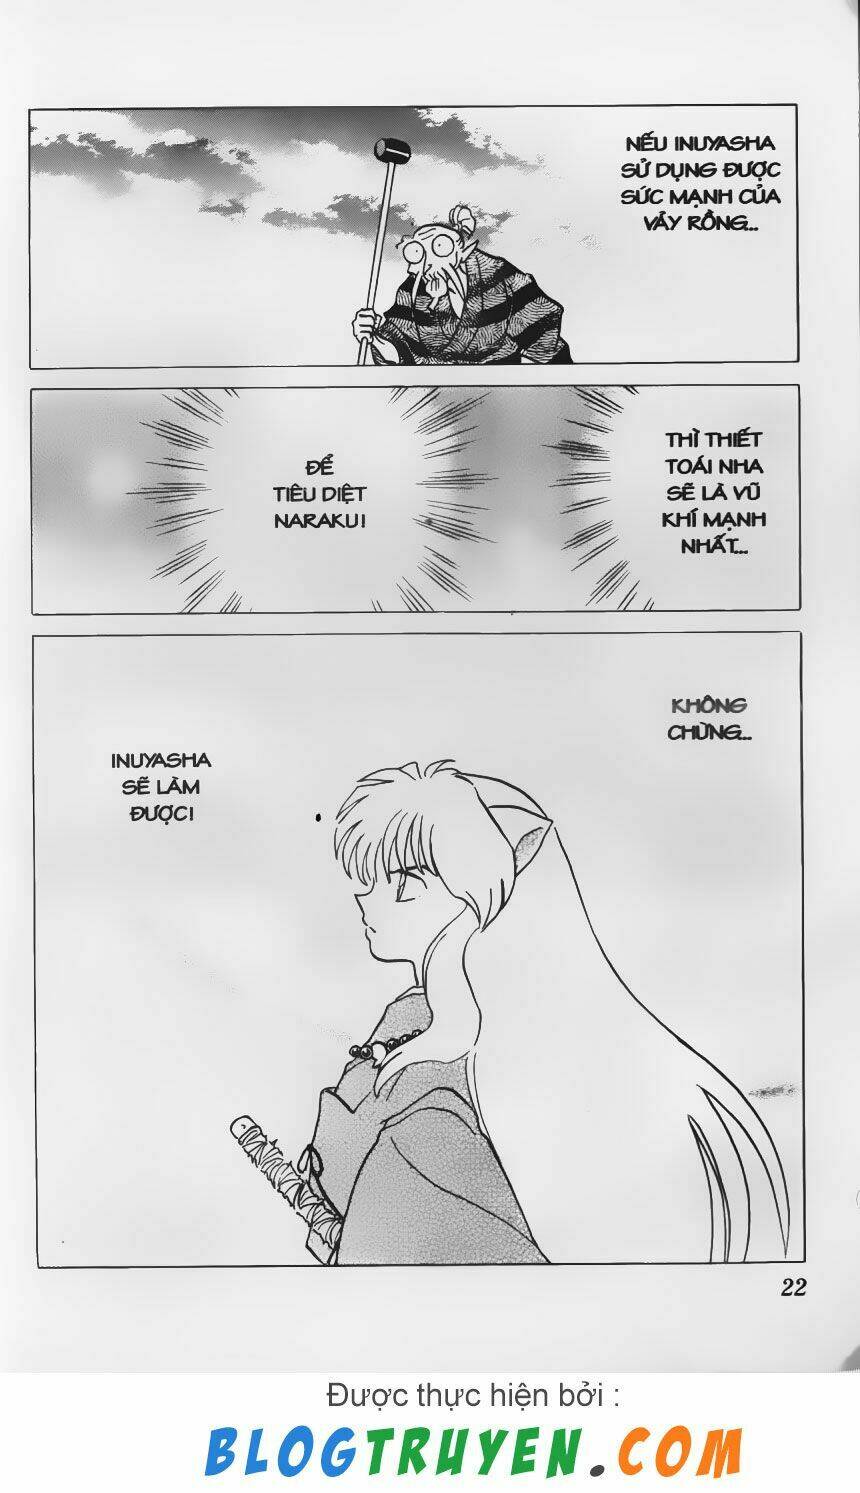 NẾU INUYASHA
SỬ DỤNG ĐƯỢC
SỨC MẠNH CỦA
VẢY RỒNG...
THÌ THIẾT
TOÁI NHA
SẼ LÀ VŨ
KHÍ MẠNH
NHẤT...
ĐỂ
TIÊU DIỆT
NARAKU!
KHÔNG
CHỪNG...
INUYASHA
SẼ LÀM
ĐƯỢC!
22
Được thực hiện bởi :
BLOGTRUYEN.COM